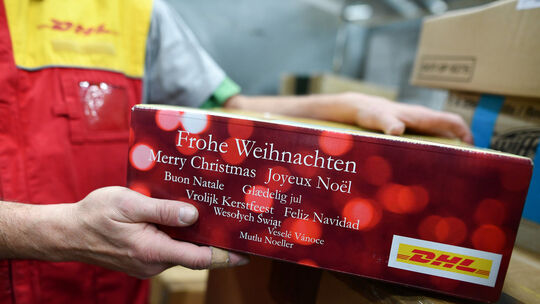 DHL
Frohe Weihnachten
Merry Christmas Joyeux Noël
Buon Natale Glædelig jul
Vrolijk Kerstfeest Feliz Navidad
Wesołych Świąt
Veselé Vánoce
Mutlu Noeller
DHL